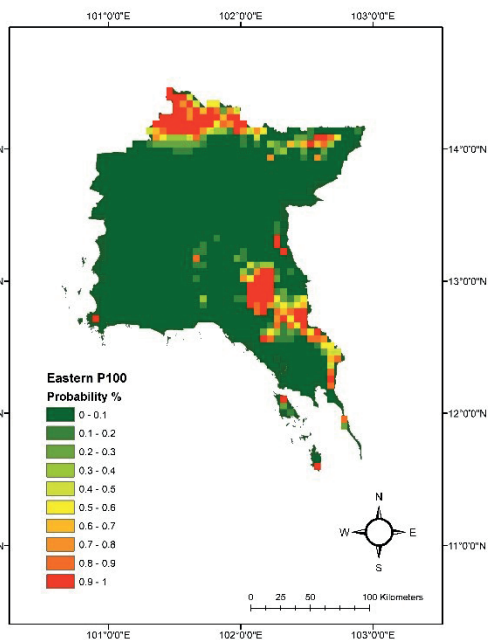 101°0'0"E 102°0'0"E 103°0'0"E
14°0'0"N
13°0'0"N
12°0'0"N
11°0'0"N
Eastern P100
Probability %
0 - 0.1
0.1 - 0.2
0.2 - 0.3
0.3 - 0.4
0.4 - 0.5
0.5 - 0.6
0.6 - 0.7
0.7 - 0.8
0.8 - 0.9
0.9 - 1
N
W E
S
0 25 50 100 Kilometers
101°0'0"E 102°0'0"E 103°0'0"E